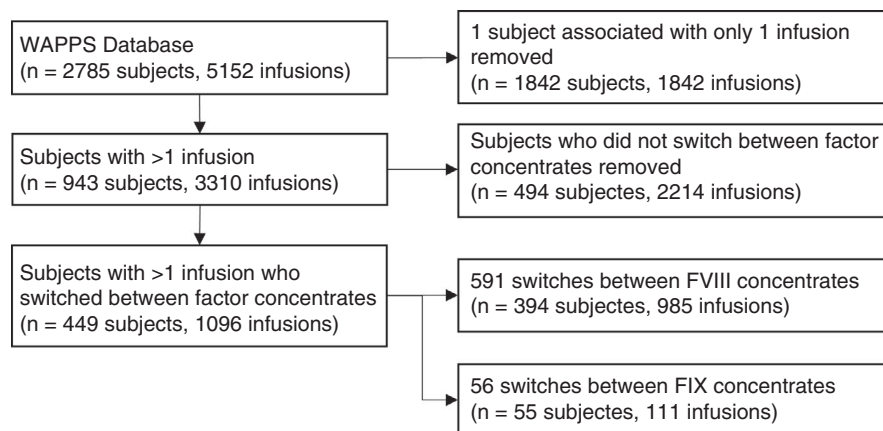 WAPPS Database
(n = 2785 subjects, 5152 infusions)
1 subject associated with only 1 infusion
removed
(n = 1842 subjects, 1842 infusions)
Subjects with >1 infusion
(n = 943 subjects, 3310 infusions)
Subjects who did not switch between factor
concentrates removed
(n = 494 subjectes, 2214 infusions)
Subjects with >1 infusion who
switched between factor concentrates
(n = 449 subjects, 1096 infusions)
591 switches between FVIII concentrates
(n = 394 subjectes, 985 infusions)
56 switches between FIX concentrates
(n = 55 subjectes, 111 infusions)